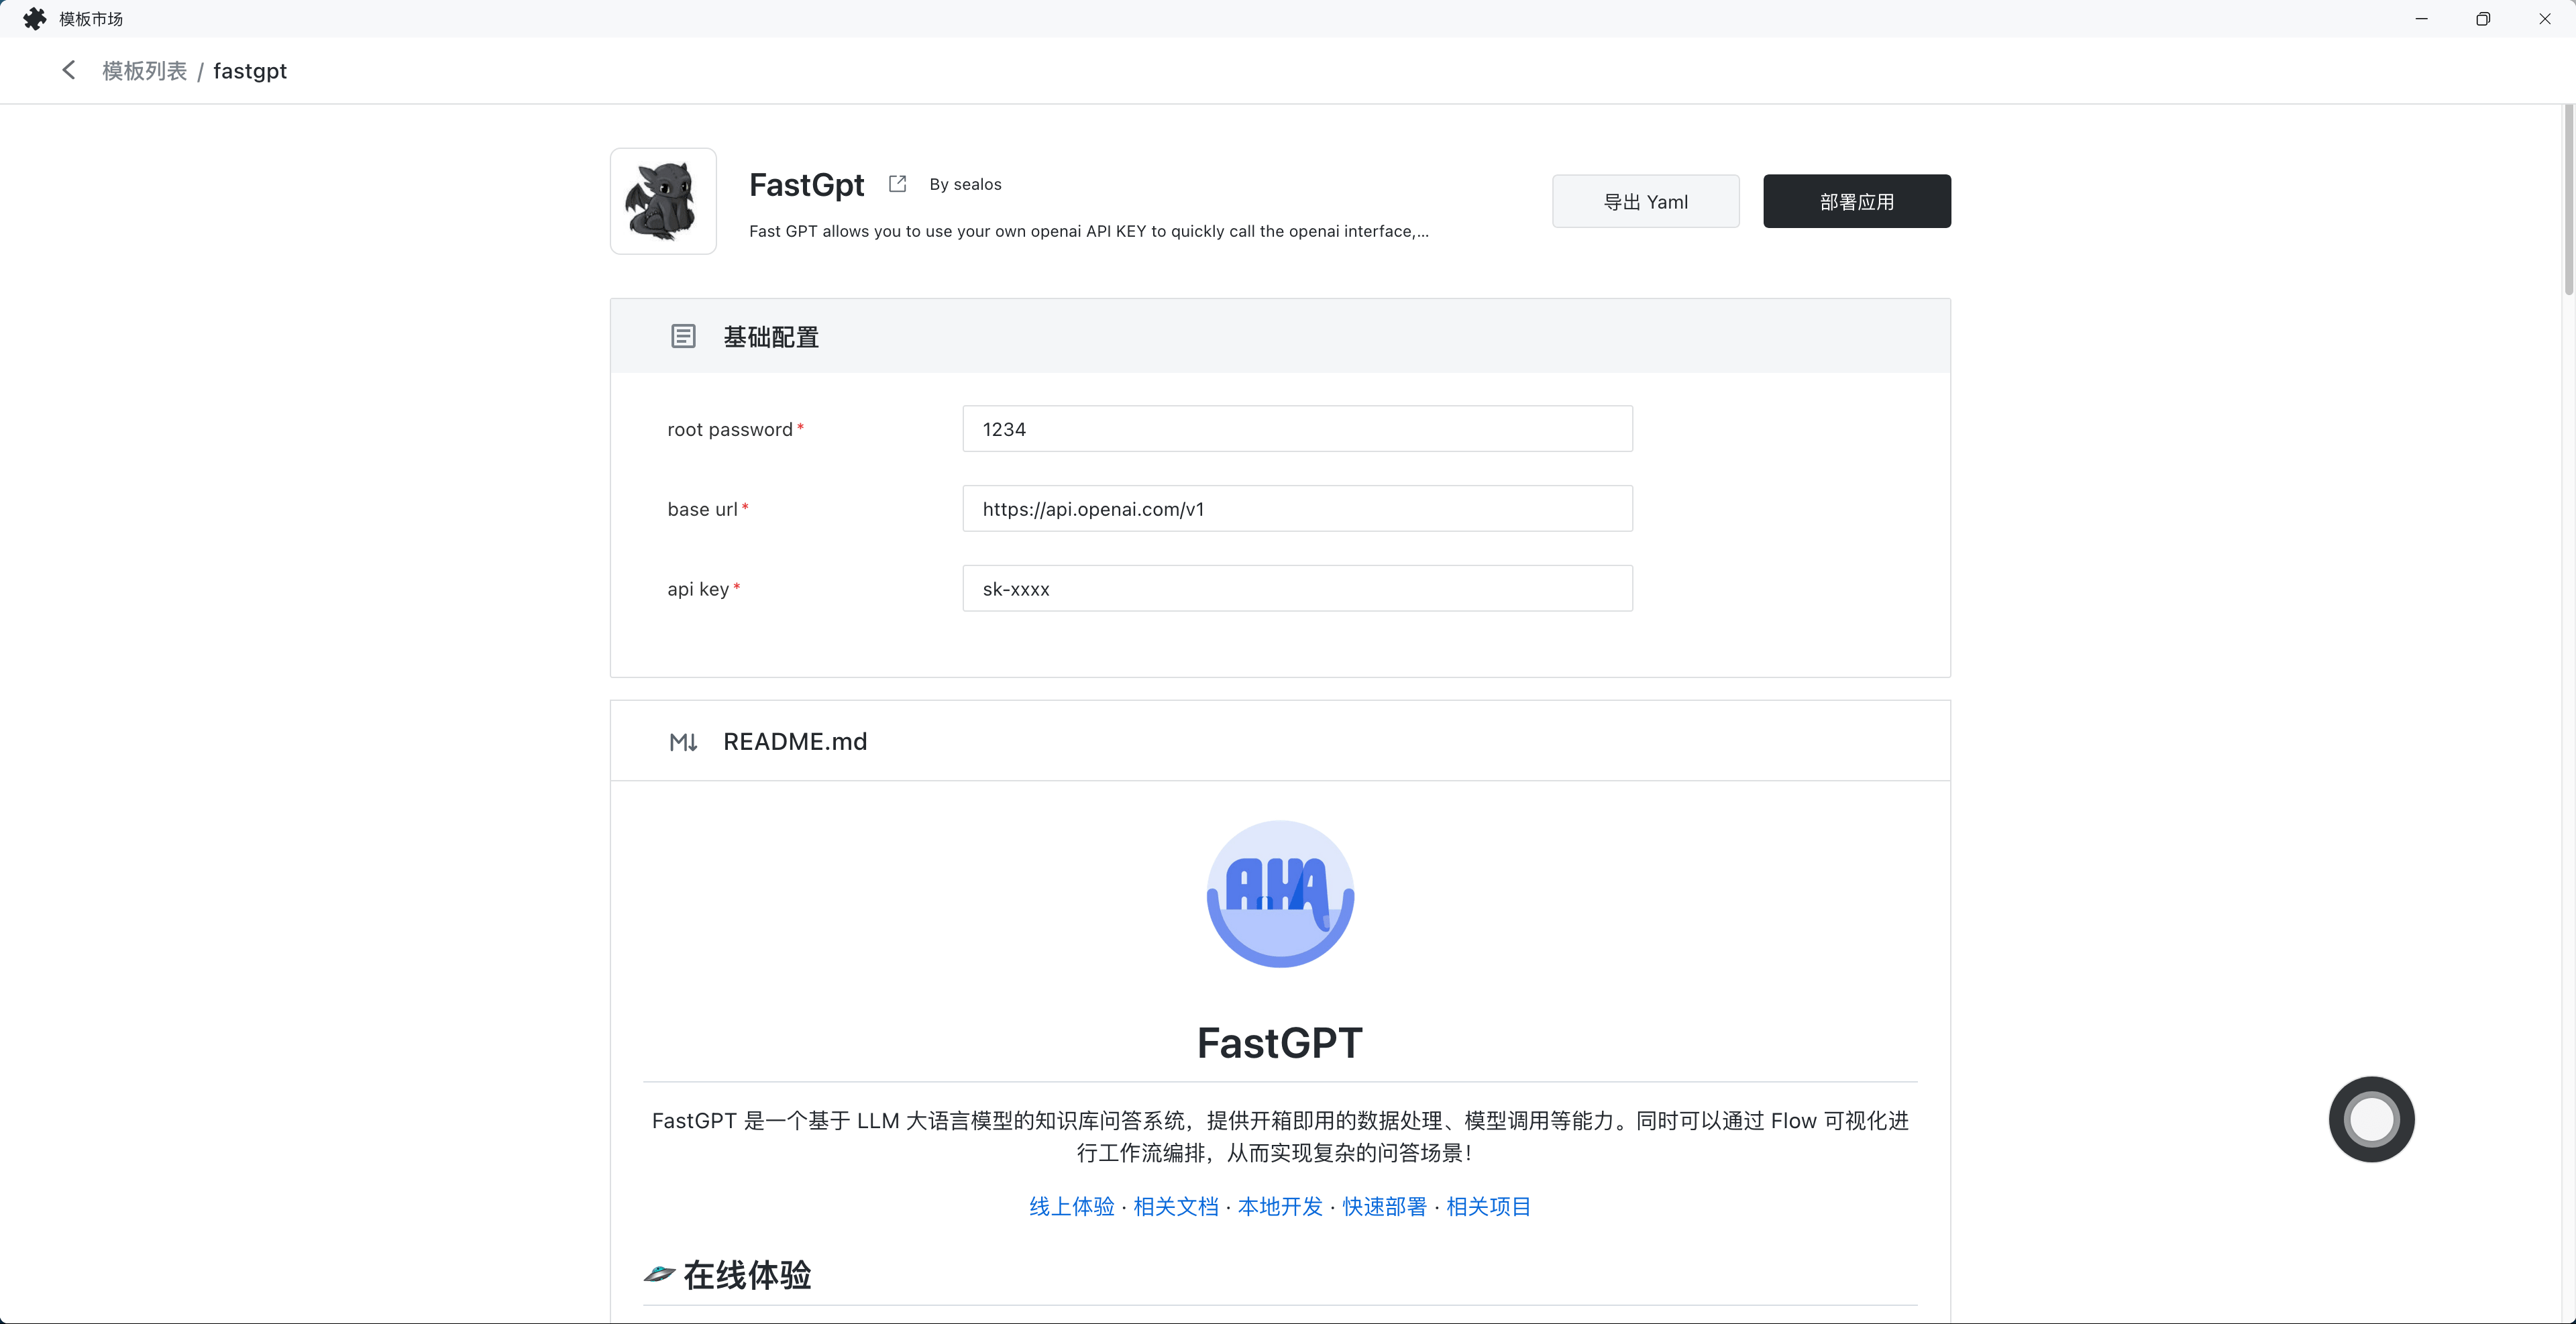 模板市场
模板列表 / fastgpt
FastGpt By sealos
Fast GPT allows you to use your own openai API KEY to quickly call the openai interface,...
导出 Yaml
部署应用
基础配置
root password* 1234
base url* https://api.openai.com/v1
api key* sk-xxxx
M↓ README.md
AHA
FastGPT
FastGPT 是一个基于 LLM 大语言模型的知识库问答系统，提供开箱即用的数据处理、模型调用等能力。同时可以通过 Flow 可视化进
行工作流编排，从而实现复杂的问答场景！
线上体验 · 相关文档 · 本地开发 · 快速部署 · 相关项目
在线体验